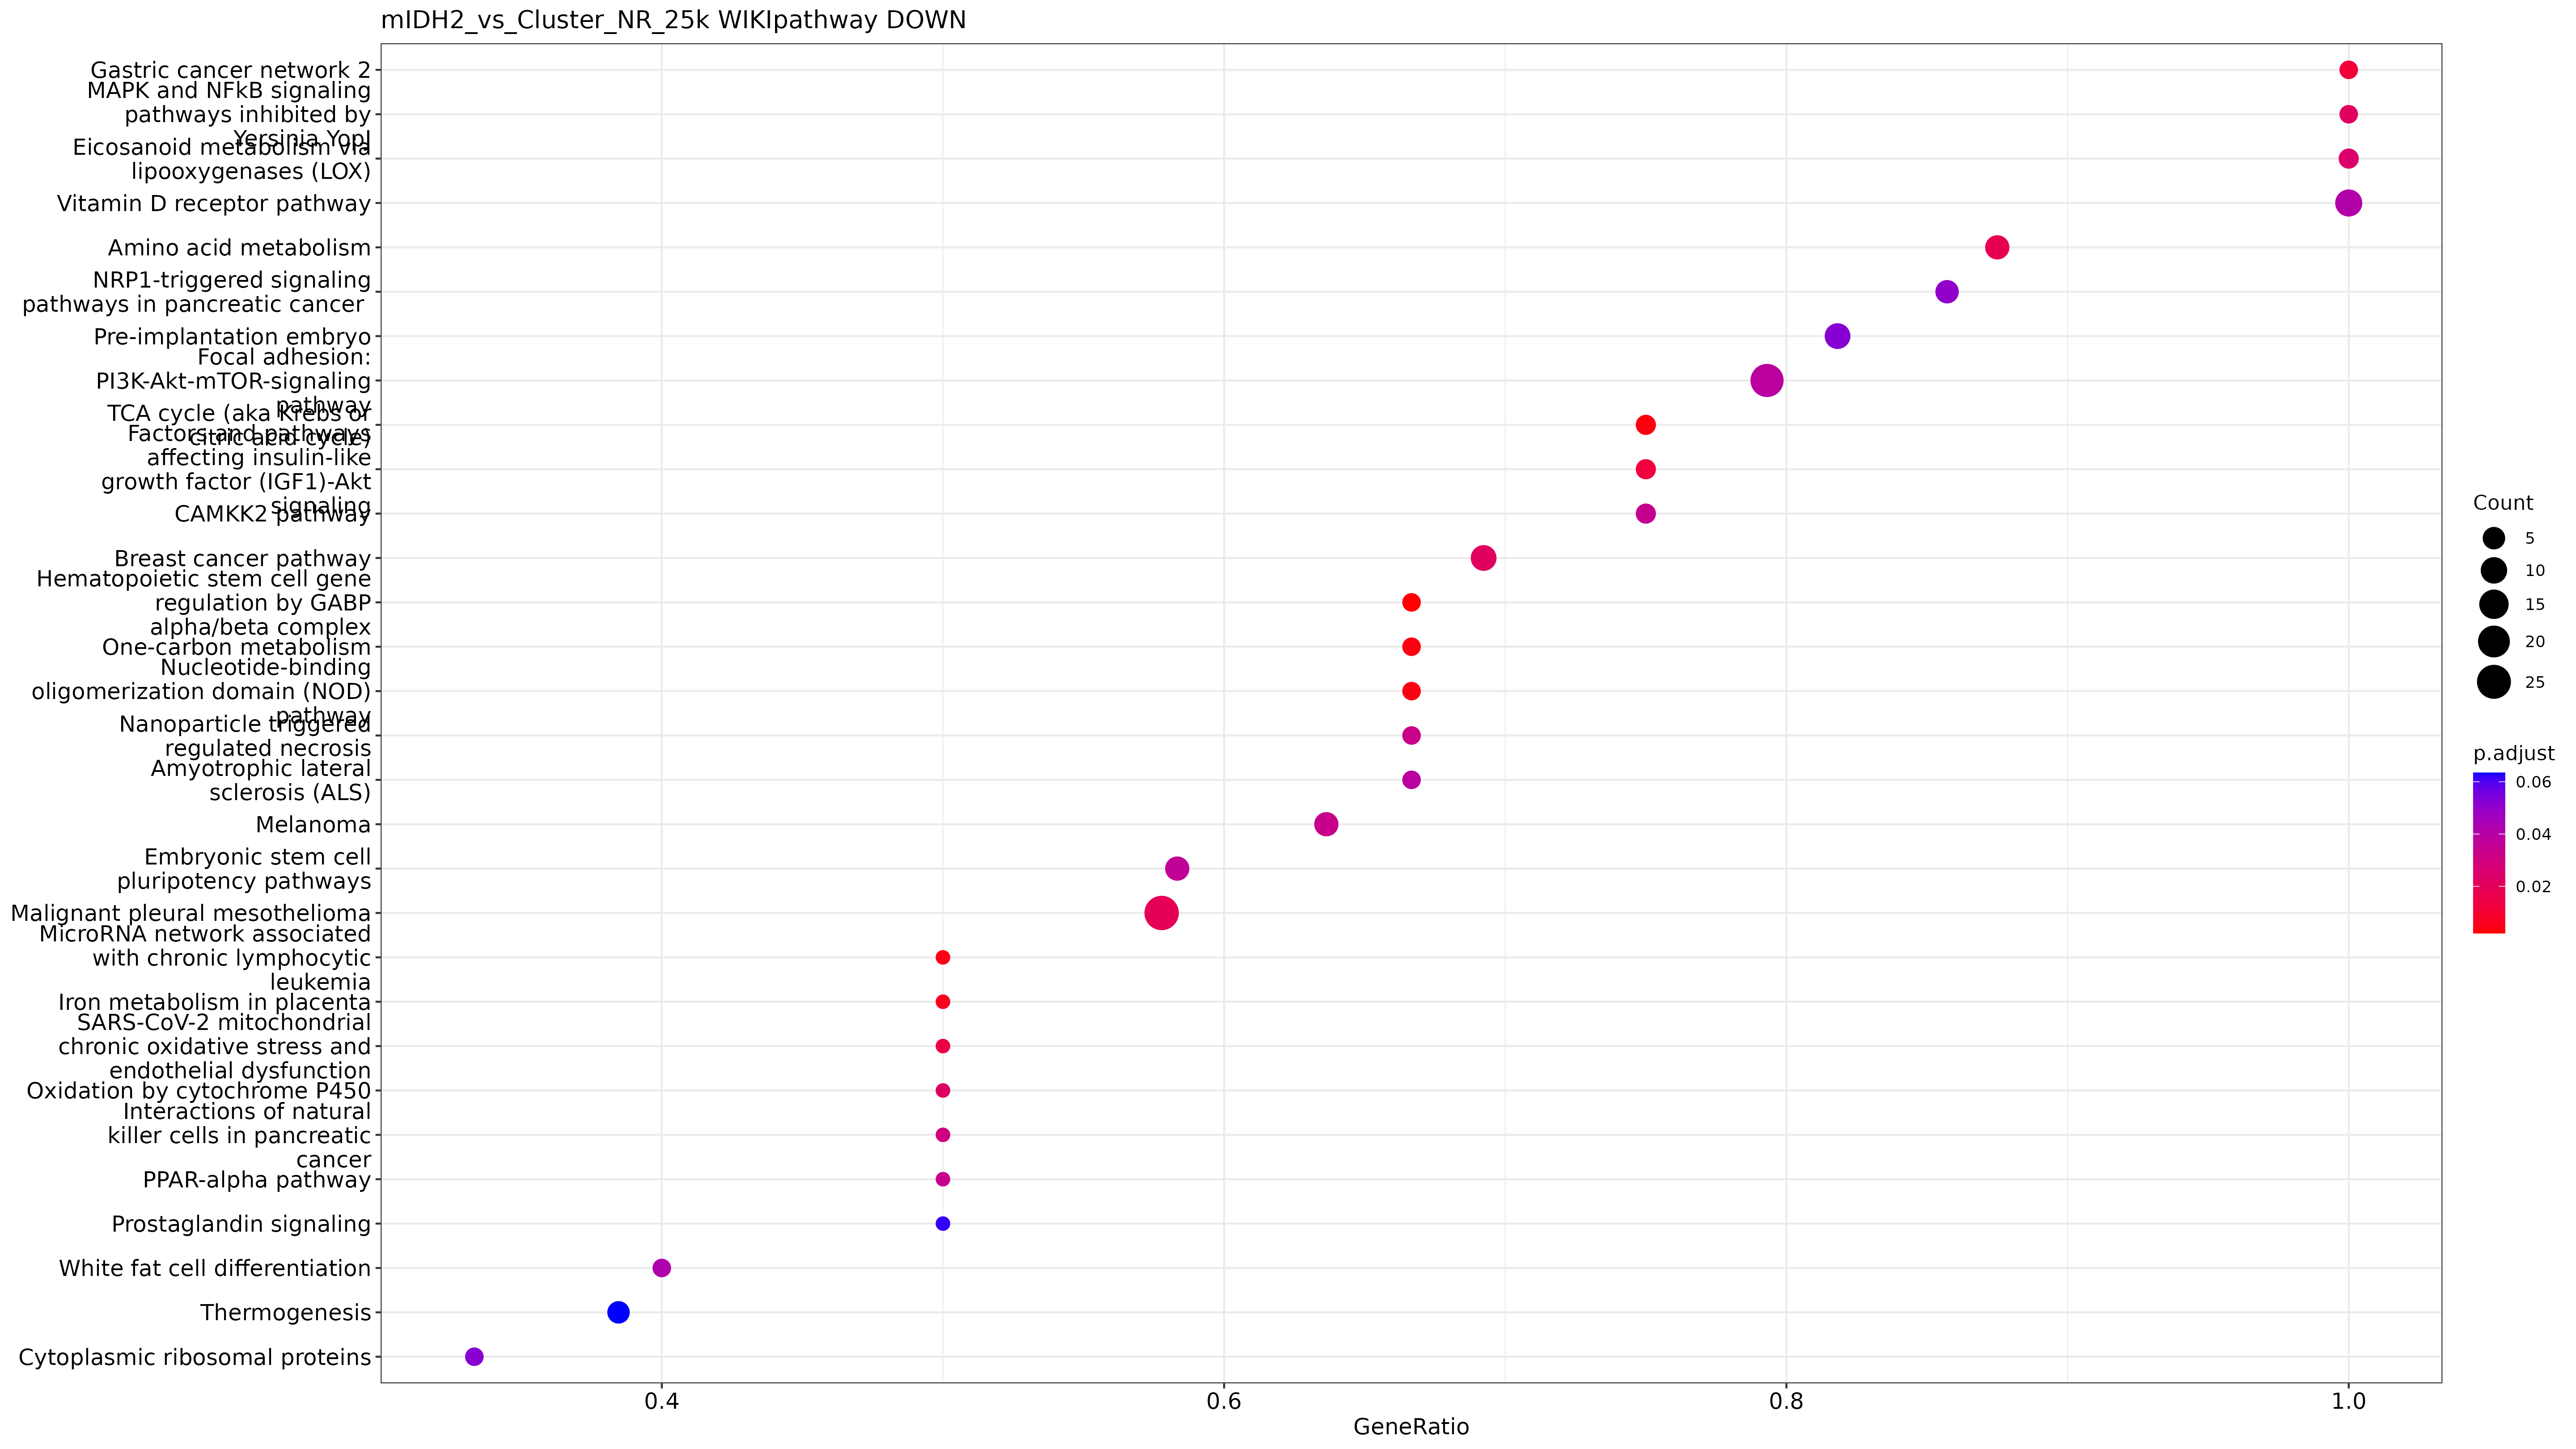 mIDH2_vs_Cluster_NR_25k WIKIpathway DOWN
Gastric cancer network 2
MAPK and NFkB signaling
pathways inhibited by
Yersinia YopJ
Eicosanoid metabolism via
lipooxygenases (LOX)
Vitamin D receptor pathway
Amino acid metabolism
NRP1-triggered signaling
pathways in pancreatic cancer
Pre-implantation embryo
Focal adhesion:
PI3K-Akt-mTOR-signaling
pathway
TCA cycle (aka Krebs or
citric acid cycle)
Factors and pathways
affecting insulin-like
growth factor (IGF1)-Akt
signaling
CAMKK2 pathway
Breast cancer pathway
Hematopoietic stem cell gene
regulation by GABP
alpha/beta complex
One-carbon metabolism
Nucleotide-binding
oligomerization domain (NOD)
pathway
Nanoparticle triggered
regulated necrosis
Amyotrophic lateral
sclerosis (ALS)
Melanoma
Embryonic stem cell
pluripotency pathways
Malignant pleural mesothelioma
MicroRNA network associated
with chronic lymphocytic
leukemia
Iron metabolism in placenta
SARS-CoV-2 mitochondrial
chronic oxidative stress and
endothelial dysfunction
Oxidation by cytochrome P450
Interactions of natural
killer cells in pancreatic
cancer
PPAR-alpha pathway
Prostaglandin signaling
White fat cell differentiation
Thermogenesis
Cytoplasmic ribosomal proteins
0.4
0.6
0.8
1.0
GeneRatio
Count
5
10
15
20
25
p.adjust
0.06
0.04
0.02